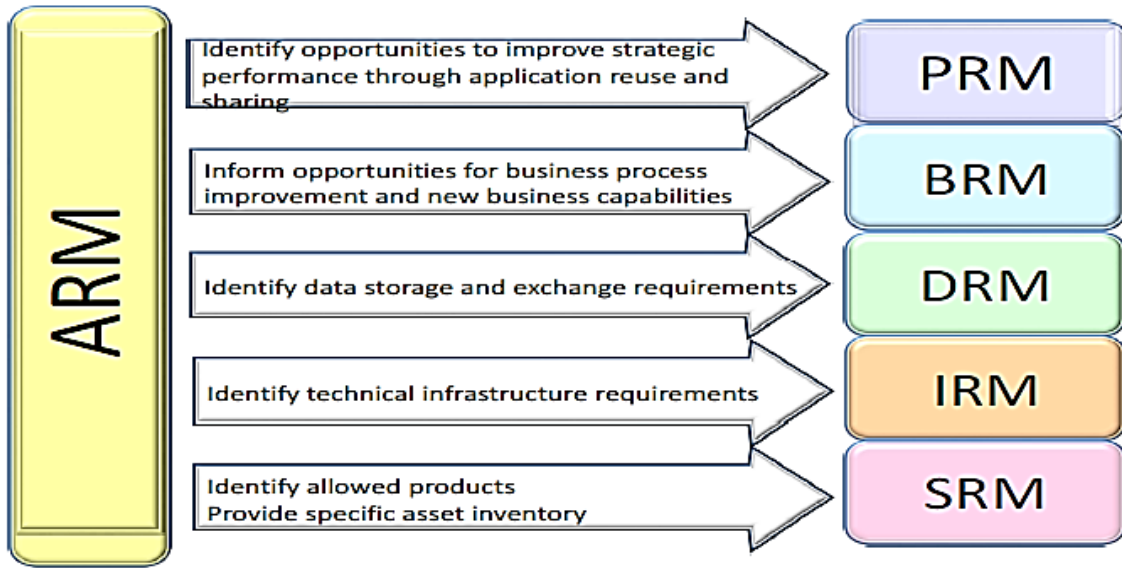 ARM
Identify opportunities to improve strategic
performance through application reuse and
sharing
PRM
Inform opportunities for business process
improvement and new business capabilities
BRM
Identify data storage and exchange requirements
DRM
Identify technical infrastructure requirements
IRM
Identify allowed products
Provide specific asset inventory
SRM